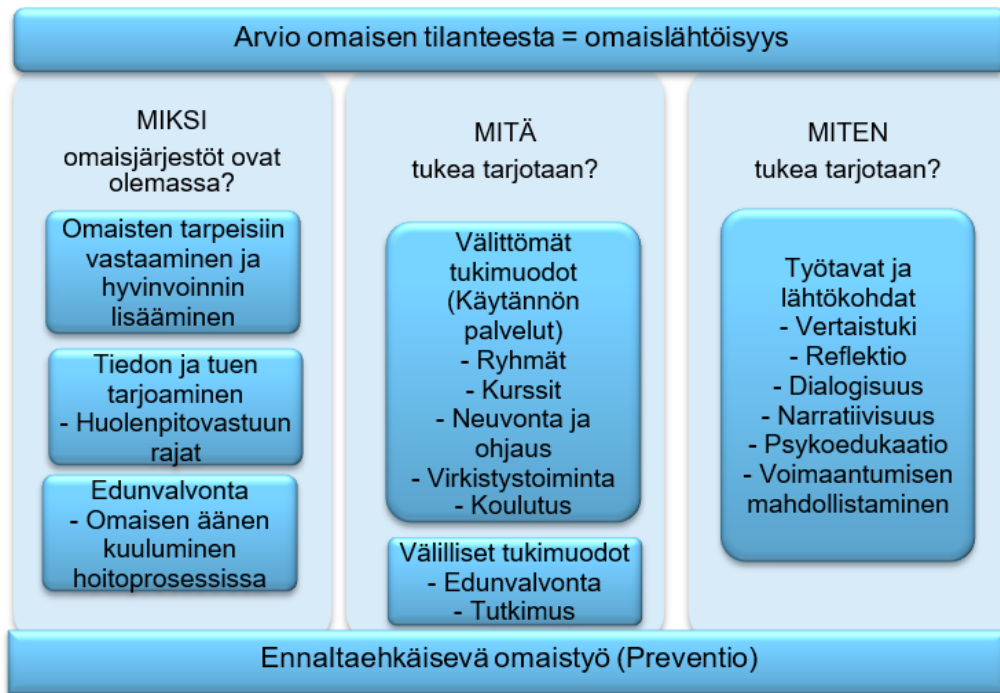 Arvio omaisen tilanteesta = omaislähtöisyys
MIKSI
omaisjärjestöt ovat
olemassa?
Omaisten tarpeisiin
vastaaminen ja
hyvinvoinnin
lisääminen
Tiedon ja tuen
tarjoaminen
- Huolenpitovastuun
rajat
Edunvalvonta
- Omaisen äänen
kuuluminen
hoitoprosessissa
MITÄ
tukea tarjotaan?
Välittömät
tukimuodot
(Käytännön
palvelut)
- Ryhmät
- Kurssit
- Neuvonta ja
ohjaus
- Virkistystoiminta
- Koulutus
Välilliset tukimuodot
- Edunvalvonta
- Tutkimus
MITEN
tukea tarjotaan?
Työtavat ja
lähtökohdat
- Vertaistuki
- Reflektio
- Dialogisuus
- Narratiivisuus
- Psykoedukaatio
- Voimaantumisen
mahdollistaminen
Ennaltaehkäisevä omaistyö (Preventio)